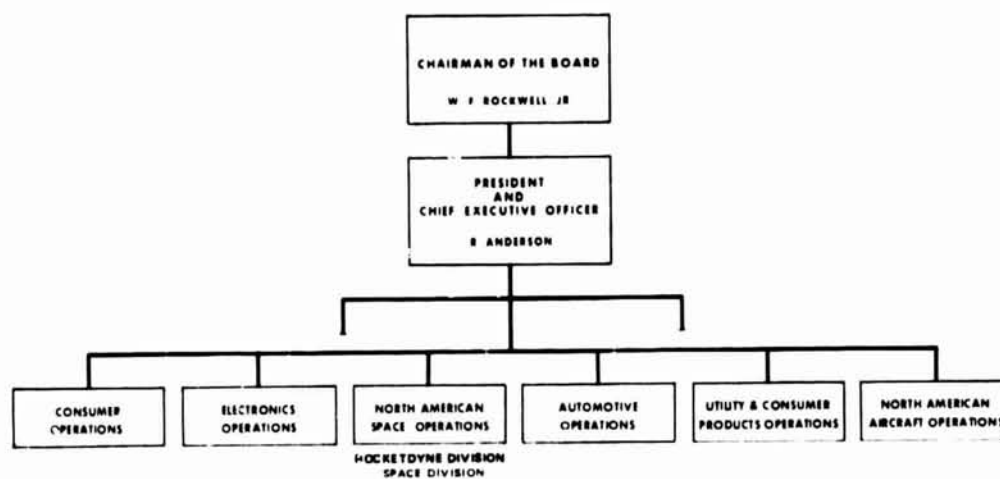 CHAIRMAN OF THE BOARD
W F ROCKWELL JR
PRESIDENT
AND
CHIEF EXECUTIVE OFFICER
R ANDERSON
CONSUMER
OPERATIONS
ELECTRONICS
OPERATIONS
NORTH AMERICAN
SPACE OPERATIONS
ROCKETDYNE DIVISION
SPACE DIVISION
AUTOMOTIVE
OPERATIONS
UTILITY & CONSUMER
PRODUCTS OPERATIONS
NORTH AMERICAN
AIRCRAFT OPERATIONS